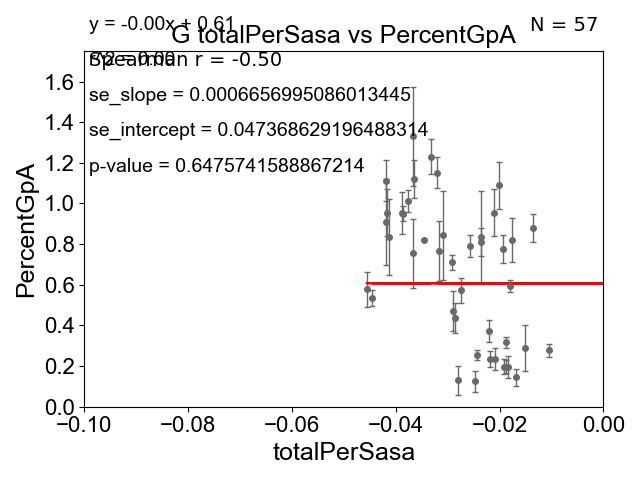 y = -0.00x + 0.61
N = 57
G totalPerSasa vs PercentGpA
Spearman r = -0.50
se_slope = 0.0006656995086013445
se_intercept = 0.047368629196488314
p-value = 0.6475741588867214
PercentGpA
1.6
1.4
1.2
1.0
0.8
0.6
0.4
0.2
0.0
−0.10 −0.08 −0.06 −0.04 −0.02 0.00
totalPerSasa